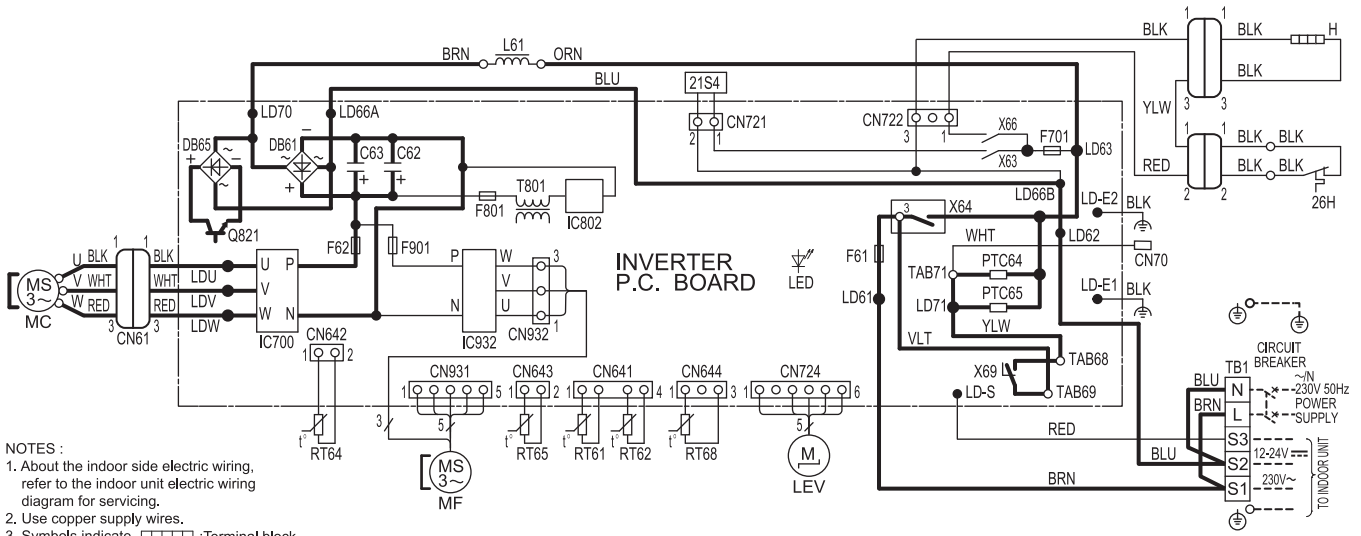 BRN L61 ORN
BLU
LD70
LD66A
21S4
CN721
2 1
CN722
3 1
X66
X63
F701
LD63
1 1
BLK BLK H
BLK
YLW
3 3
1 1
BLK BLK
RED BLK BLK
2 2
26H
DB65
+ ~ -
~
DB61
-
~ ~
+
C63 C62
+ +
Q821
F801
T801
IC802
F62
F901
LD66B
LD-E2 BLK
LD62
3 X64
WHT
CN70
F61
TAB71
PTC64
LD61
LD71
PTC65
YLW
LD-E1 BLK
VLT
X69
TAB68
TAB69
LD-S
INVERTER
P.C. BOARD
LED
MS
3~
MC
U BLK
V WHT
W RED
1 1
3 3
CN61
BLK LDU
WHT LDV
RED LDW
U P
V
W N
IC700
P W
V
N U
IC932
3
1
CN932
CN642
1 2
t°
RT64
3
CN931
1 5
5
MS
3~
MF
CN643
1 2
t°
RT65
CN641
1 4
t° t°
RT61 RT62
CN644
1 3
t°
RT68
CN724
1 6
5
M
LEV
RED
BLU
BRN
CIRCUIT
BREAKER
TB1
BLU N ~/N
230V 50Hz
BRN L POWER
SUPPLY
S3
12-24V
S2
230V~
S1
TO INDOOR UNIT
NOTES :
1. About the indoor side electric wiring,
refer to the indoor unit electric wiring
diagram for servicing.
2. Use copper supply wires.
3. Symbols indicate, :Terminal block